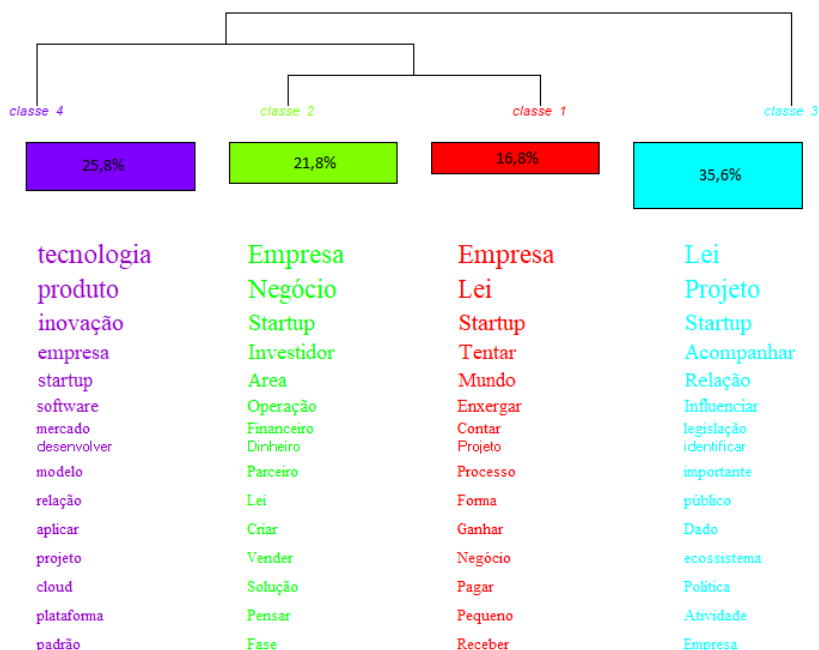 classe 4 classe 2 classe 1 classe 3
25,8% 21,8% 16,8% 35,6%
tecnologia Empresa Empresa Lei
produto Negócio Lei Projeto
inovação Startup Startup Startup
empresa Investidor Tentar Acompanhar
startup Area Mundo Relação
software Operação Enxergar Influenciar
mercado Financeiro Contar legislação
desenvolver Dinheiro Projeto identificar
modelo Parceiro Processo importante
relação Lei Forma público
aplicar Criar Ganhar Dado
projeto Vender Negócio ecossistema
cloud Solução Pagar Política
plataforma Pensar Pequeno Atividade
padrão Fase Receber Empresa